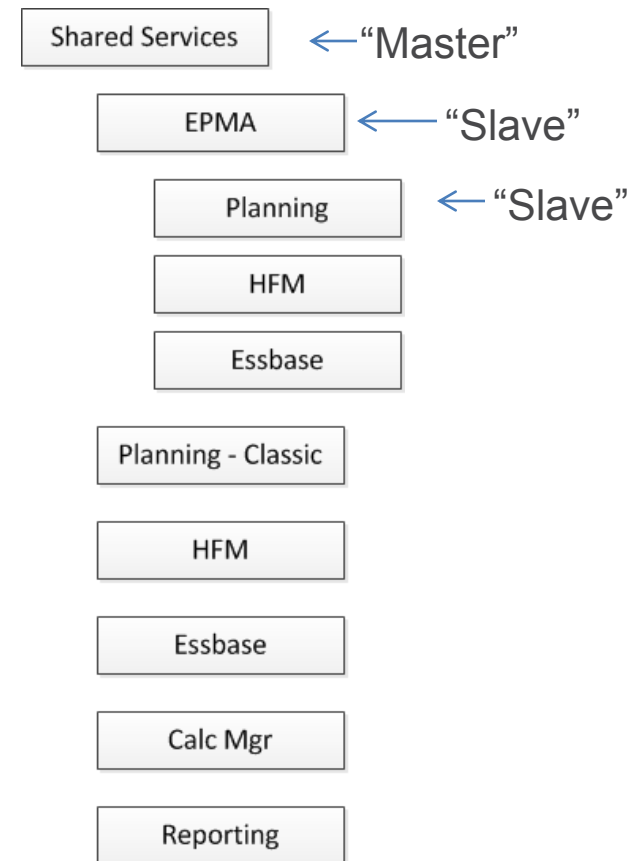 Shared Services “Master”
EPMA “Slave”
Planning “Slave”
HFM
Essbase
Planning - Classic
HFM
Essbase
Calc Mgr
Reporting